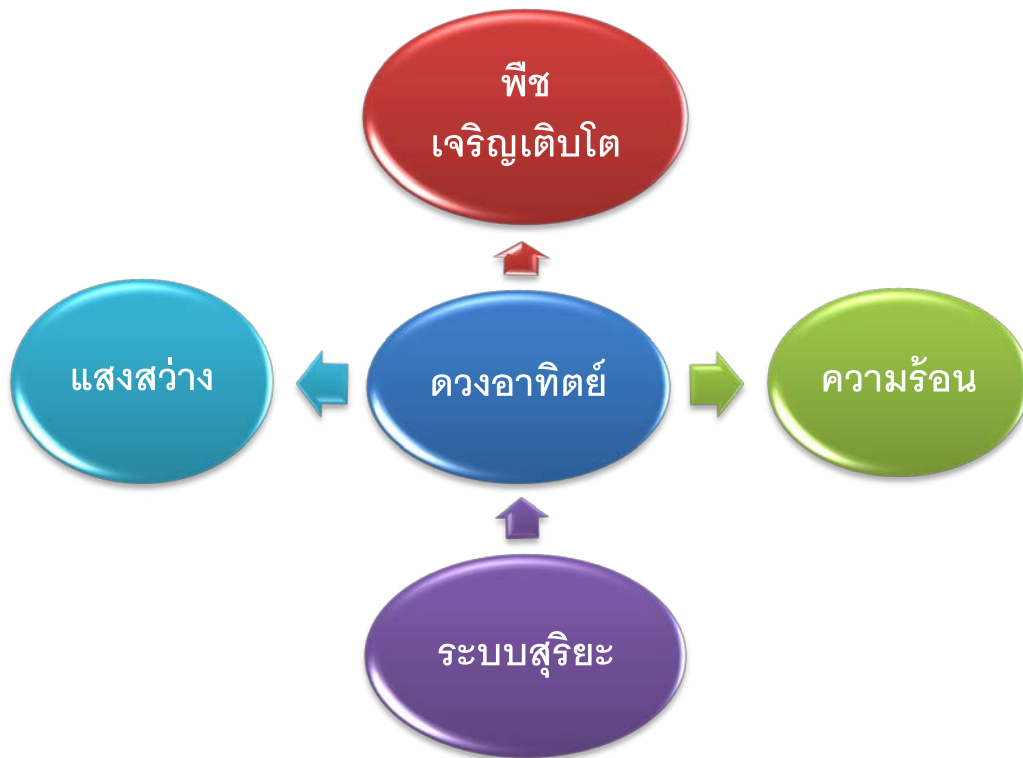 พืช
เจริญเติบโต
แสงสว่าง
ดวงอาทิตย์
ความร้อน
ระบบสุริยะ